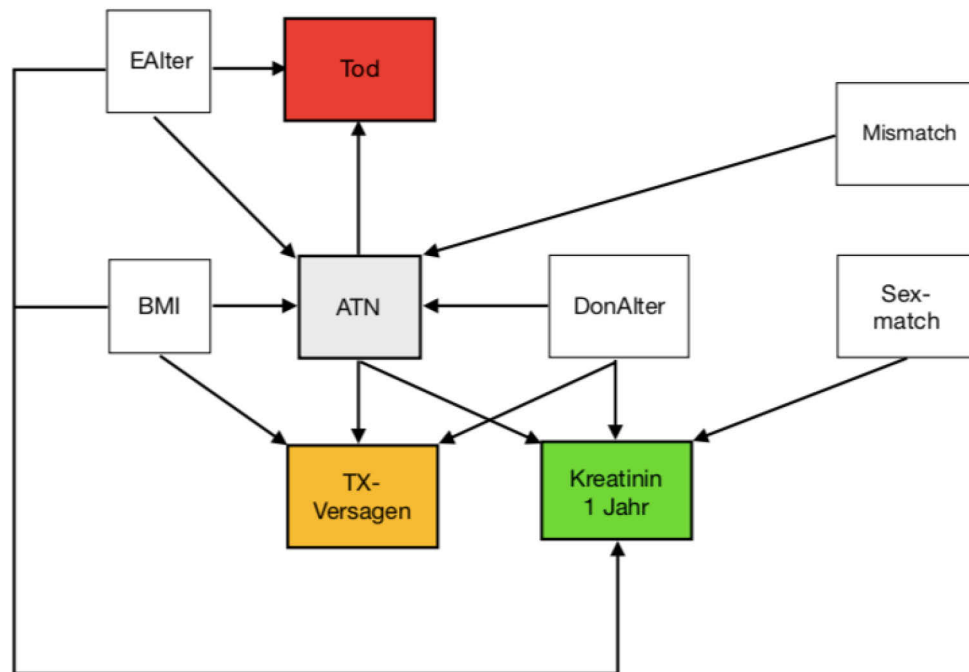 EAlter
Tod
Mismatch
BMI
ATN
DonAlter
Sex-
match
TX-
Versagen
Kreatinin
1 Jahr